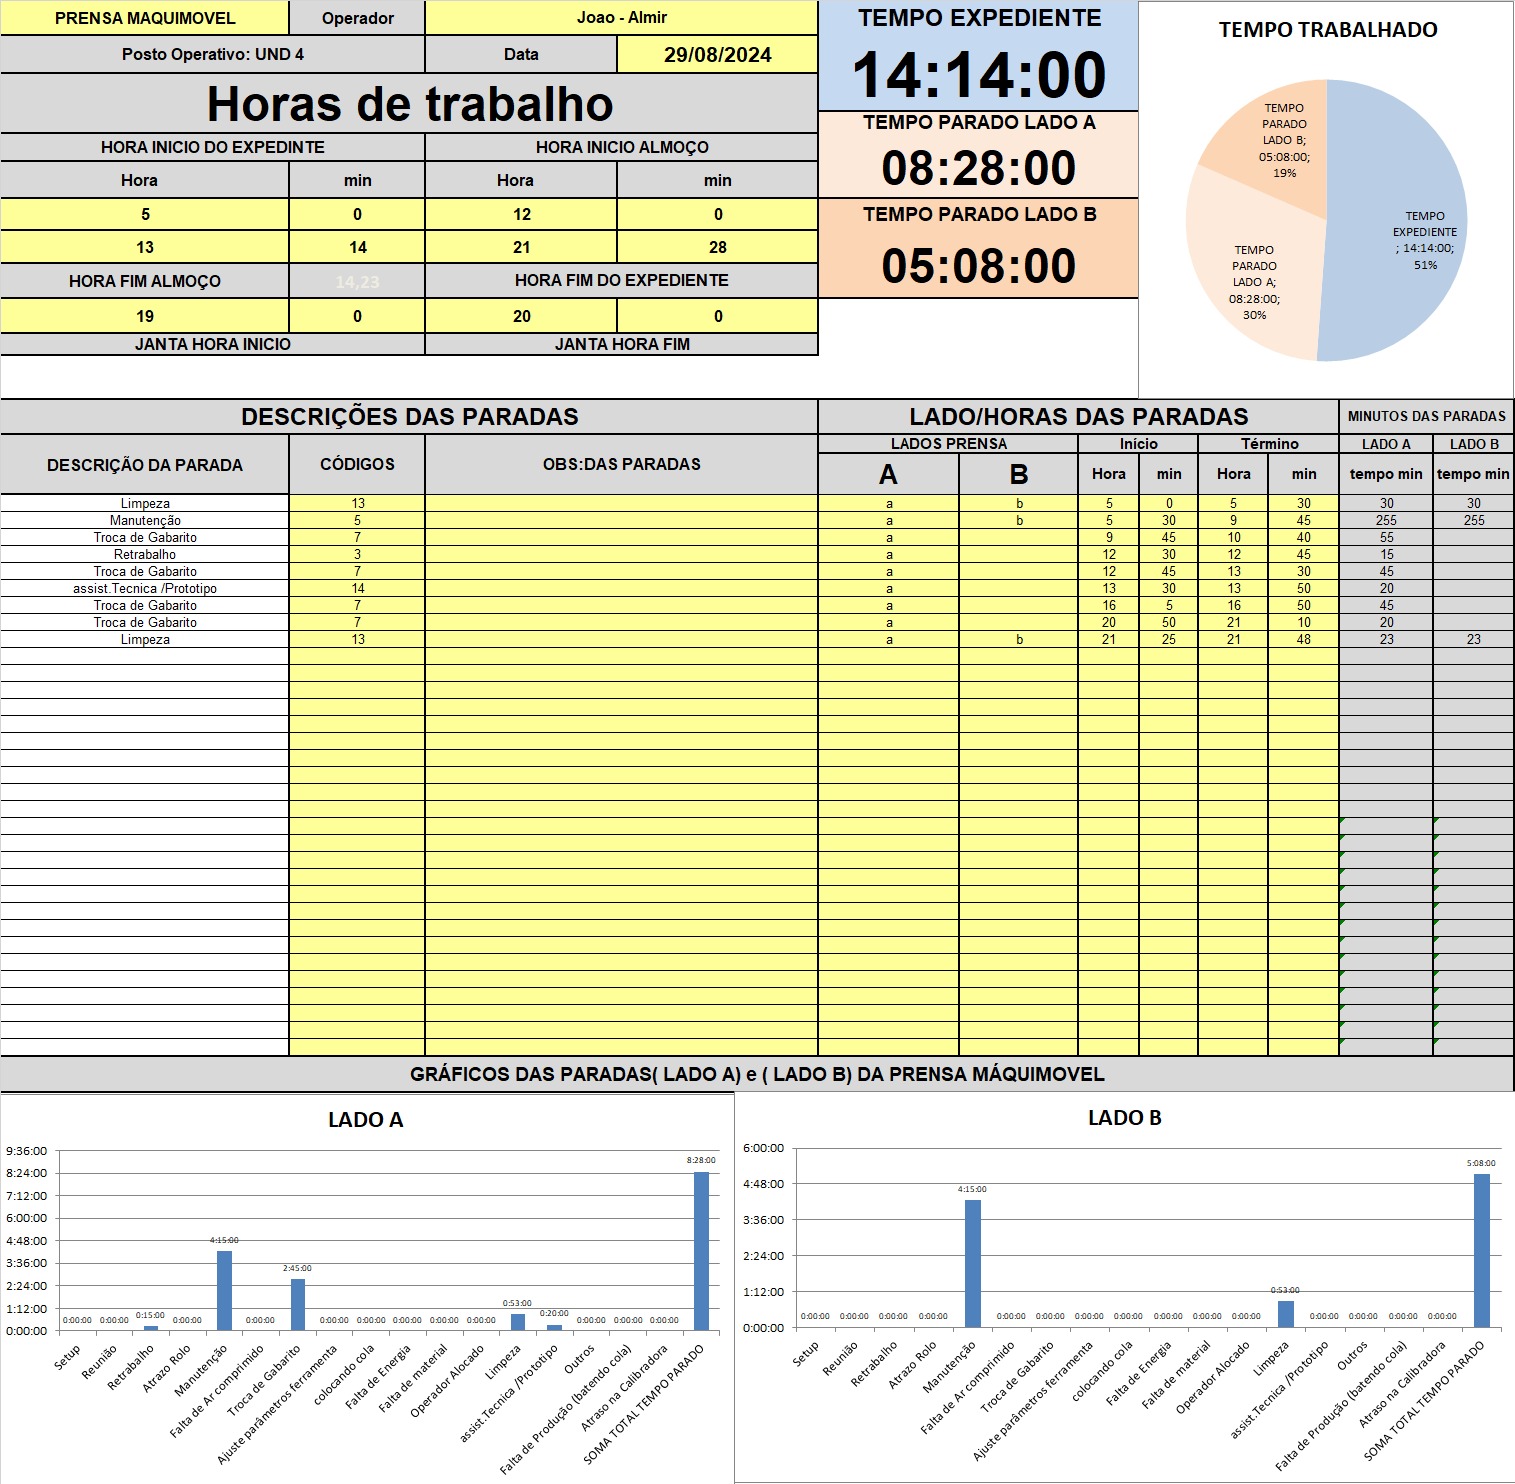 PRENSA MAQUIMOVEL Operador Joao - Almir
Posto Operativo: UND 4 Data 29/08/2024
Horas de trabalho
HORA INICIO DO EXPEDINTE HORA INICIO ALMOÇO
Hora min Hora min
5 0 12 0
13 14 21 28
HORA FIM ALMOÇO 14,23 HORA FIM DO EXPEDIENTE
19 0 20 0
JANTA HORA INICIO JANTA HORA FIM
TEMPO EXPEDIENTE
14:14:00
TEMPO PARADO LADO A
08:28:00
TEMPO PARADO LADO B
05:08:00
TEMPO TRABALHADO
TEMPO
PARADO
LADO B;
05:08:00;
19%
TEMPO
EXPEDIENTE
; 14:14:00;
51%
TEMPO
PARADO
LADO A;
08:28:00;
30%
DESCRIÇÕES DAS PARADAS LADO/HORAS DAS PARADAS MINUTOS DAS PARADAS
LADOS PRENSA Início Término LADO A LADO B
DESCRIÇÃO DA PARADA CÓDIGOS OBS:DAS PARADAS A B Hora min Hora min tempo min tempo min
Limpeza 13 a b 5 0 5 30 30 30
Manutenção 5 a b 5 30 9 45 255 255
Troca de Gabarito 7 a 9 45 10 40 55
Retrabalho 3 a 12 30 12 45 15
Troca de Gabarito 7 a 12 45 13 30 45
assist.Tecnica /Prototipo 14 a 13 30 13 50 20
Troca de Gabarito 7 a 16 5 16 50 45
Troca de Gabarito 7 a 20 50 21 10 20
Limpeza 13 a b 21 25 21 48 23 23
GRÁFICOS DAS PARADAS( LADO A) e ( LADO B) DA PRENSA MÁQUIMOVEL
LADO A
9:36:00
8:24:00
7:12:00
6:00:00
4:48:00
3:36:00
2:24:00
1:12:00
0:00:00
0:00:00 0:00:00 0:15:00 0:00:00 4:15:00 0:00:00 2:45:00 0:00:00 0:00:00 0:00:00 0:00:00 0:00:00 0:53:00 0:20:00 0:00:00 0:00:00 0:00:00 8:28:00
Setup
Reunião
Retrabalho
Atrazo Rolo
Manutenção
Falta de Ar comprimido
Troca de Gabarito
Ajuste parâmetros ferramenta
colocando cola
Falta de Energia
Falta de material
Operador Alocado
Limpeza
assist.Tecnica /Prototipo
Outros
Falta de Produção (batendo cola)
Atraso na Calibradora
SOMA TOTAL TEMPO PARADO
LADO B
6:00:00
4:48:00
3:36:00
2:24:00
1:12:00
0:00:00
0:00:00 0:00:00 0:00:00 0:00:00 4:15:00 0:00:00 0:00:00 0:00:00 0:00:00 0:00:00 0:00:00 0:00:00 0:53:00 0:00:00 0:00:00 0:00:00 0:00:00 5:08:00
Setup
Reunião
Retrabalho
Atrazo Rolo
Manutenção
Falta de Ar comprimido
Troca de Gabarito
Ajuste parâmetros ferramenta
colocando cola
Falta de Energia
Falta de material
Operador Alocado
Limpeza
assist.Tecnica /Prototipo
Outros
Falta de Produção (batendo cola)
Atraso na Calibradora
SOMA TOTAL TEMPO PARADO